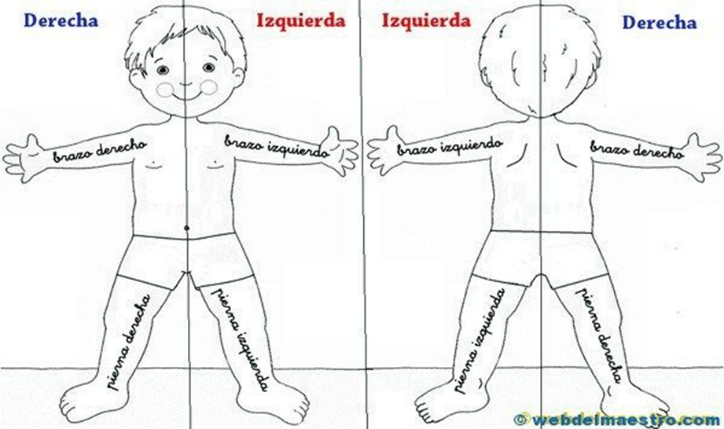 Derecha
Izquierda
Izquierda
Derecha
brazo derecho
brazo izquierdo
brazo izquierdo
brazo derecho
pierna derecha
pierna izquierda
pierna izquierda
pierna derecha
© webdelmaestro.com